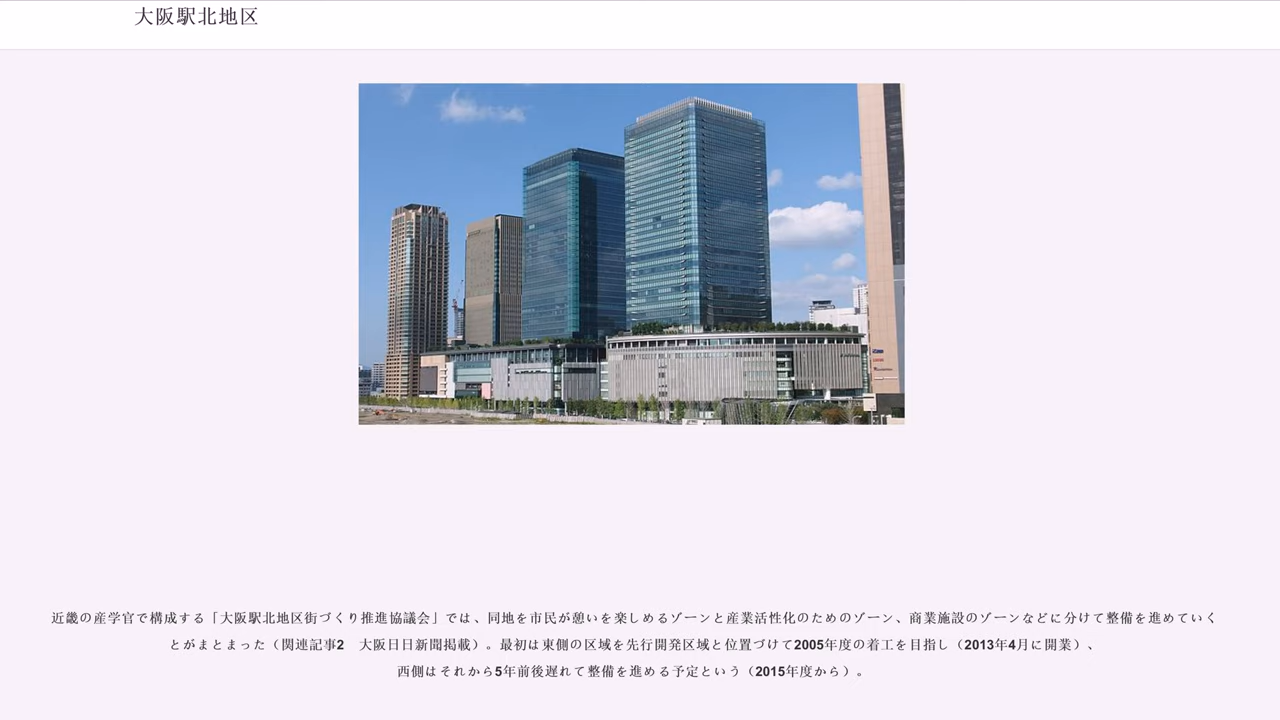 大阪駅北地区
近畿の産学官で構成する「大阪駅北地区街づくり推進協議会」では、同地を市民が憩いを楽しめるゾーンと産業活性化のためのゾーン、商業施設のゾーンなどに分けて整備を進めていく
とがまとまった（関連記事2　大阪日日新聞掲載）。最初は東側の区域を先行開発区域と位置づけて2005年度の着工を目指し（2013年4月に開業）、
西側はそれから5年前後遅れて整備を進める予定という（2015年度から）。